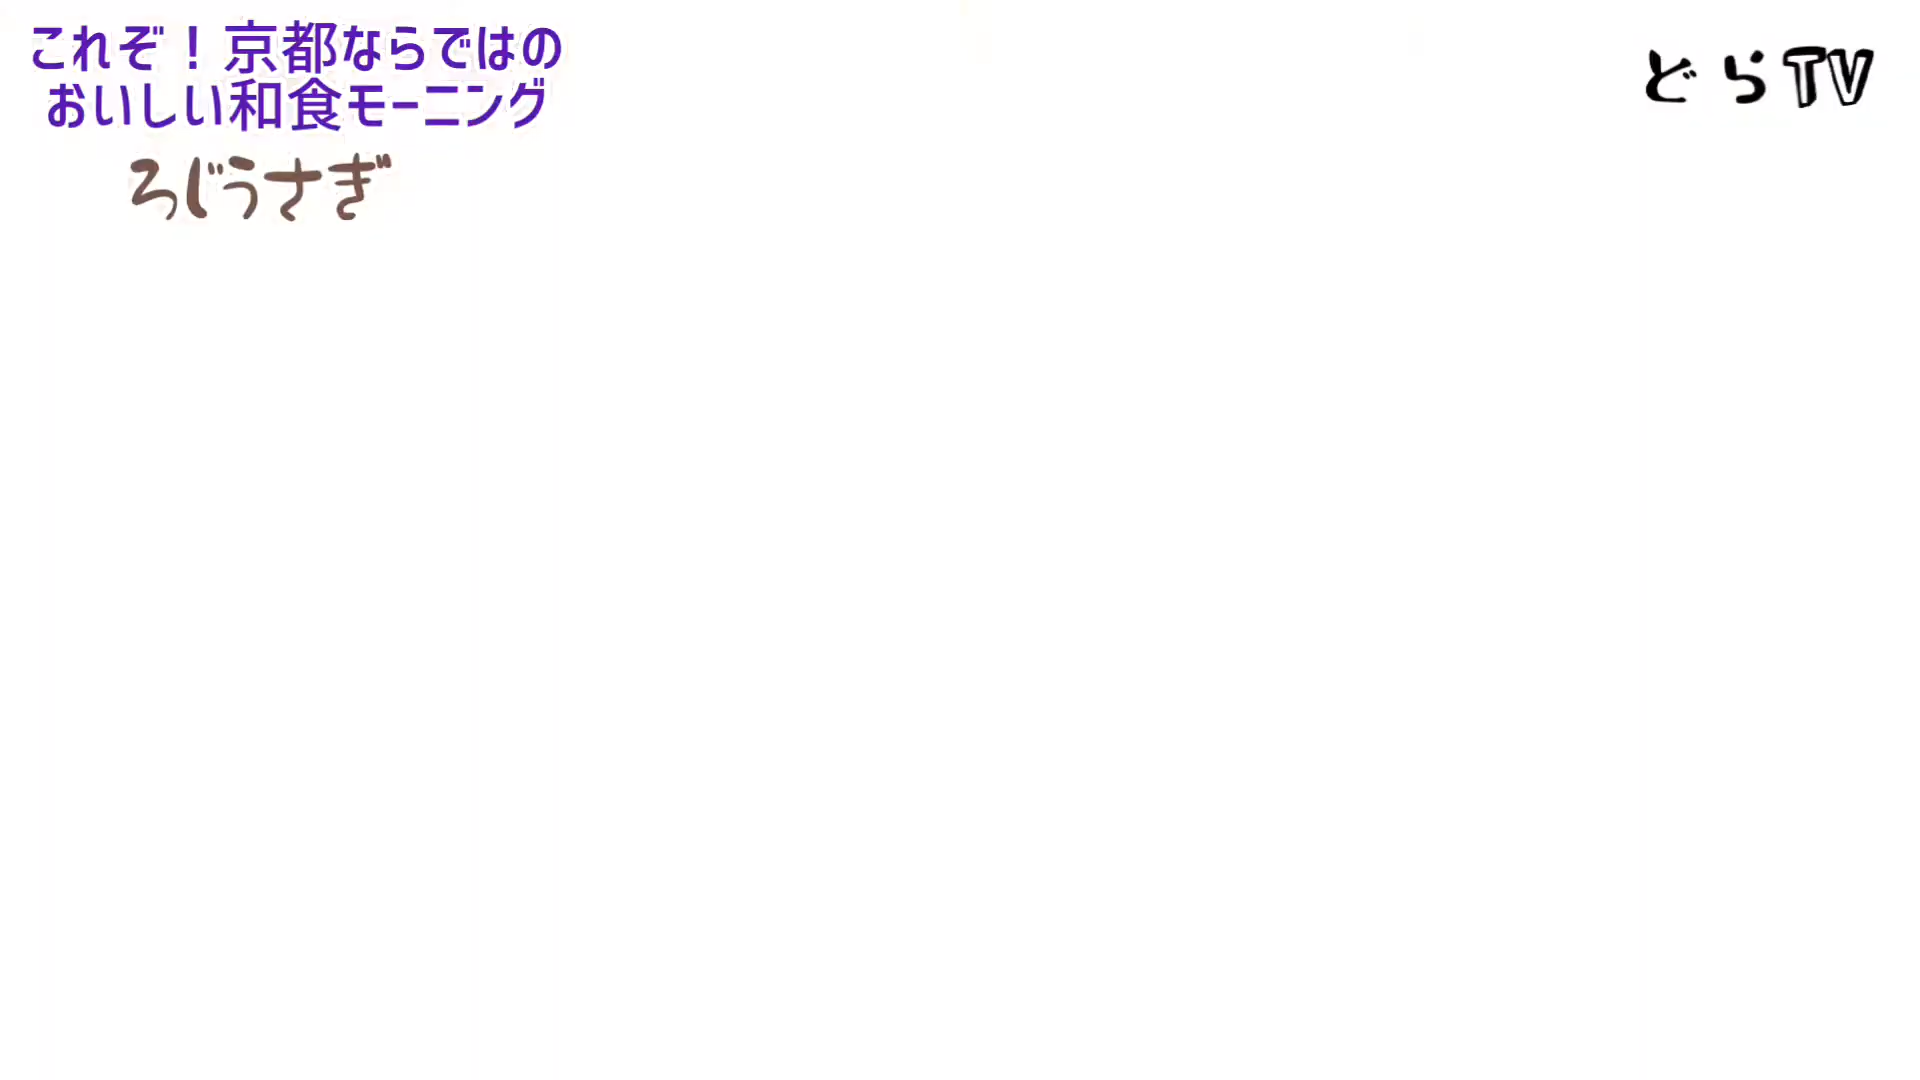 これぞ！京都ならではの
おいしい和食モーニング
ろじうさぎ
どらTV